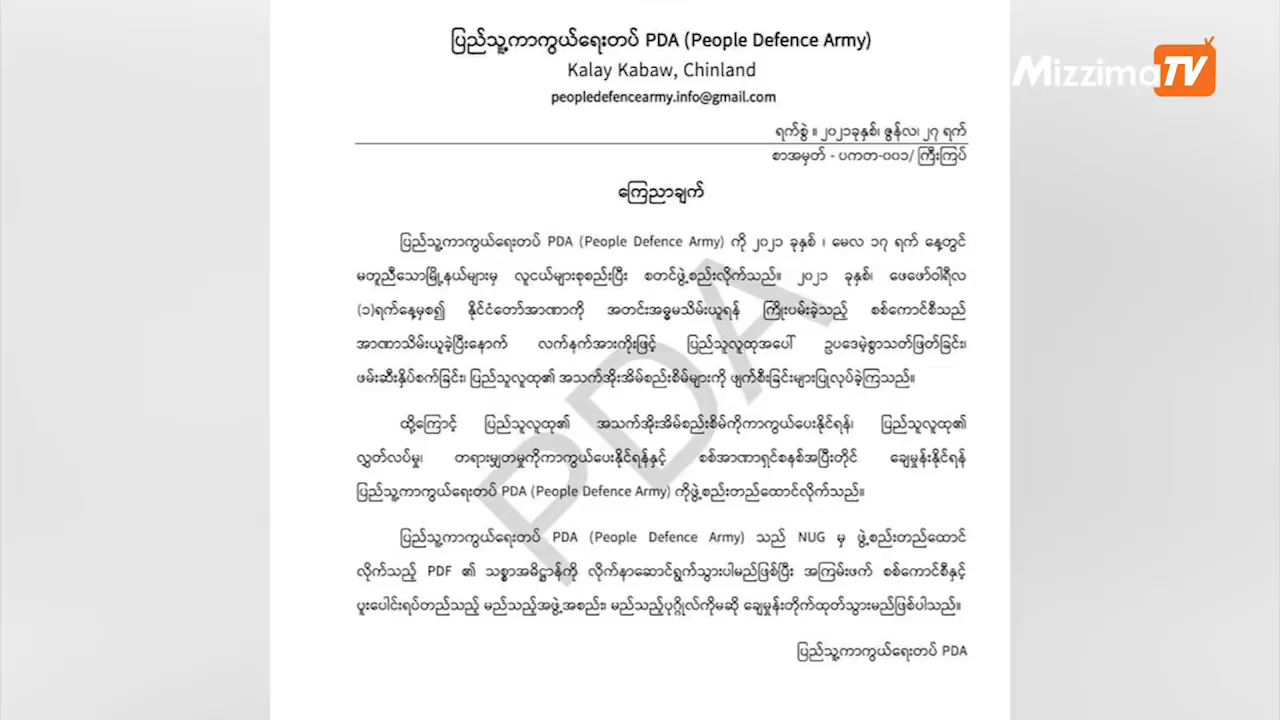 ပြည်သူ့ကာကွယ်ရေးတပ် PDA (People Defence Army)
Kalay Kabaw, Chinland
peopledefencearmy.info@gmail.com
MizzimaTV
ရက်စွဲ ။ ၂၀၂၁ခုနှစ်၊ ဇွန်လ၊ ၂၇ ရက်
စာအမှတ် - ပကတ-၀၀၁/ ကြီးကြပ်
ကြေညာချက်
ပြည်သူ့ကာကွယ်ရေးတပ် PDA (People Defence Army) ကို ၂၀၂၁ ခုနှစ် ၊ မေလ ၁၇ ရက် နေ့တွင်
မတူညီသောမြို့နယ်များမှ လူငယ်များစုစည်းပြီး စတင်ဖွဲ့စည်းလိုက်သည်။ ၂၀၂၁ ခုနှစ်၊ ဖေဖော်ဝါရီလ
(၁)ရက်နေ့မှစ၍ နိုင်ငံတော်အာဏာကို အတင်းအဓမ္မသိမ်းယူရန် ကြိုးပမ်းခဲ့သည့် စစ်ကောင်စီသည်
အာဏာသိမ်းယူခဲ့ပြီးနောက် လက်နက်အားကိုးဖြင့် ပြည်သူလူထုအပေါ် ဥပဒေမဲ့စွာသတ်ဖြတ်ခြင်း၊
ဖမ်းဆီးနှိပ်စက်ခြင်း၊ ပြည်သူလူထု၏ အသက်အိုးအိမ်စည်းစိမ်များကို ဖျက်စီးခြင်းများပြုလုပ်ခဲ့ကြသည်။
ထို့ကြောင့် ပြည်သူလူထု၏ အသက်အိုးအိမ်စည်းစိမ်ကိုကာကွယ်ပေးနိုင်ရန်၊ ပြည်သူလူထု၏
လွှတ်လပ်မှု၊ တရားမျှတမှုကိုကာကွယ်ပေးနိုင်ရန်နှင့် စစ်အာဏာရှင်စနစ်အပြီးတိုင် ချေမှုန်းနိုင်ရန်
ပြည်သူ့ကာကွယ်ရေးတပ် PDA (People Defence Army) ကိုဖွဲ့စည်းတည်ထောင်လိုက်သည်။
ပြည်သူ့ကာကွယ်ရေးတပ် PDA (People Defence Army) သည် NUG မှ ဖွဲ့စည်းတည်ထောင်
လိုက်သည့် PDF ၏ သစ္စာအဓိဋ္ဌာန်ကို လိုက်နာဆောင်ရွက်သွားပါမည်ဖြစ်ပြီး အကြမ်းဖက် စစ်ကောင်စီနှင့်
ပူးပေါင်းရပ်တည်သည့် မည်သည့်အဖွဲ့အစည်း၊ မည်သည့်ပုဂ္ဂိုလ်ကိုမဆို ချေမှုန်းတိုက်ထုတ်သွားမည်ဖြစ်ပါသည်။
ပြည်သူ့ကာကွယ်ရေးတပ် PDA
PDA